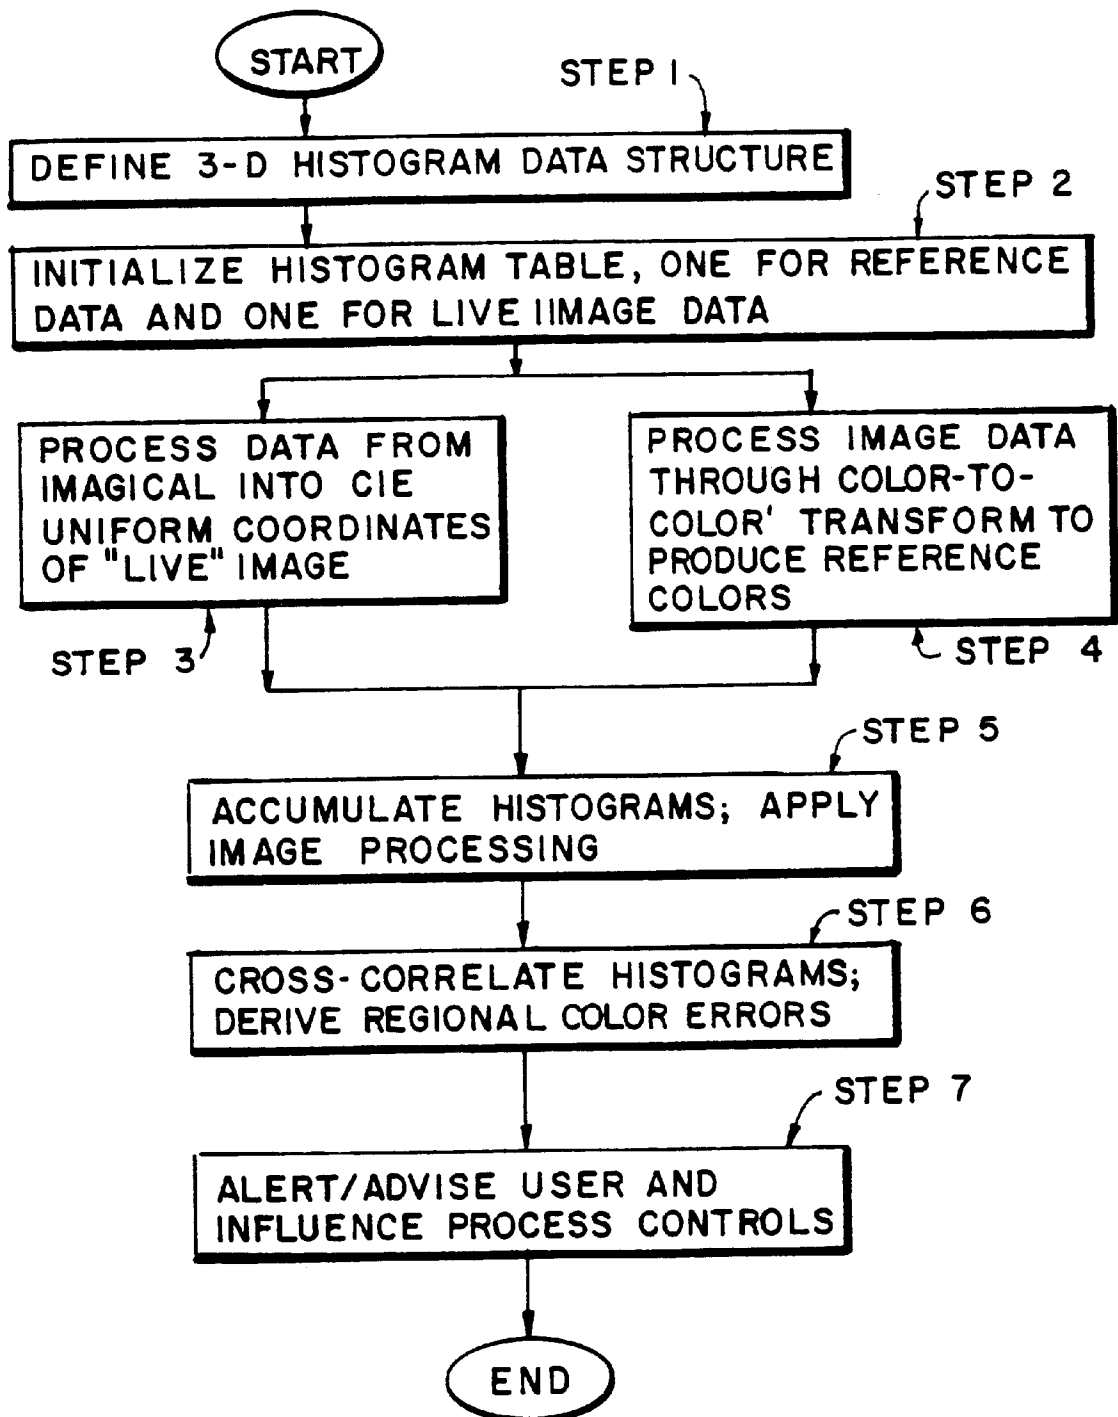 START
STEP 1
DEFINE 3-D HISTOGRAM DATA STRUCTURE
STEP 2
INITIALIZE HISTOGRAM TABLE, ONE FOR REFERENCE
DATA AND ONE FOR LIVE IIMAGE DATA
PROCESS DATA FROM
IMAGICAL INTO CIE
UNIFORM COORDINATES
OF "LIVE" IMAGE
STEP 3
PROCESS IMAGE DATA
THROUGH COLOR-TO-
COLOR' TRANSFORM TO
PRODUCE REFERENCE
COLORS
STEP 4
STEP 5
ACCUMULATE HISTOGRAMS; APPLY
IMAGE PROCESSING
STEP 6
CROSS-CORRELATE HISTOGRAMS;
DERIVE REGIONAL COLOR ERRORS
STEP 7
ALERT/ADVISE USER AND
INFLUENCE PROCESS CONTROLS
END